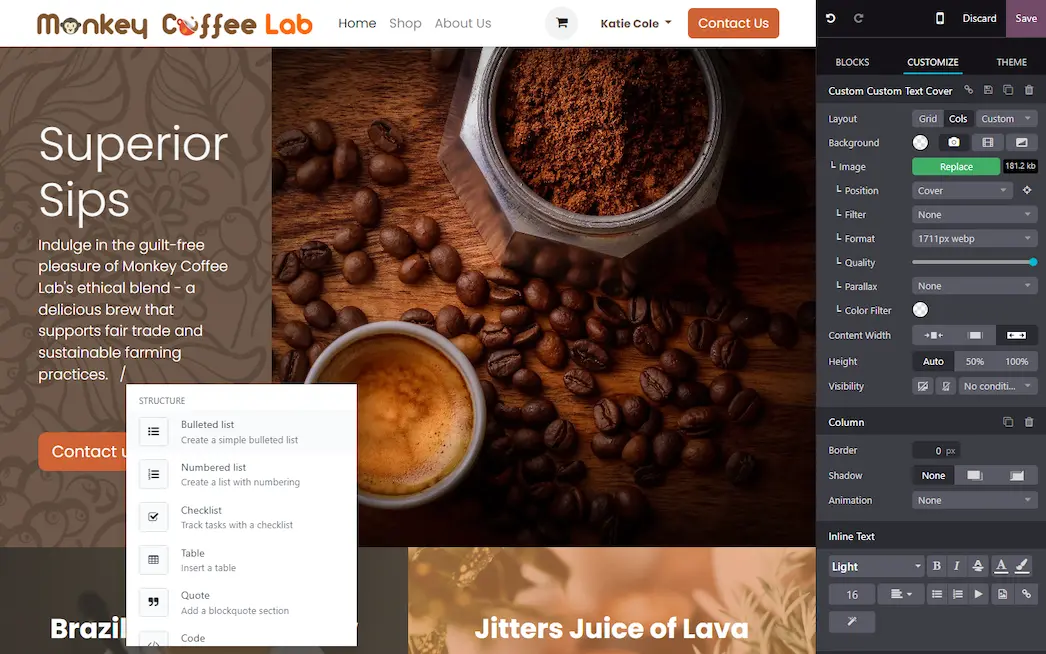 Monkey Coffee Lab
Home Shop About Us
Katie Cole
Contact Us
Superior
Sips
Indulge in the guilt-free
pleasure of Monkey Coffee
Lab's ethical blend - a
delicious brew that
supports fair trade and
sustainable farming
practices. /
Contact u
STRUCTURE
Bulleted list
Create a simple bulleted list
Numbered list
Create a list with numbering
Checklist
Track tasks with a checklist
Table
Insert a table
Quote
Add a blockquote section
Code
Brazil
Jitters Juice of Lava
Discard Save
BLOCKS CUSTOMIZE THEME
Custom Custom Text Cover
Layout Grid Cols Custom
Background
└ Image Replace 181.2 kb
└ Position Cover
└ Filter None
└ Format 1711px webp
└ Quality
└ Parallax None
└ Color Filter
Content Width
Height Auto 50% 100%
Visibility No conditi...
Column
Border 0 px
Shadow None
Animation None
Inline Text
Light B I S A
16